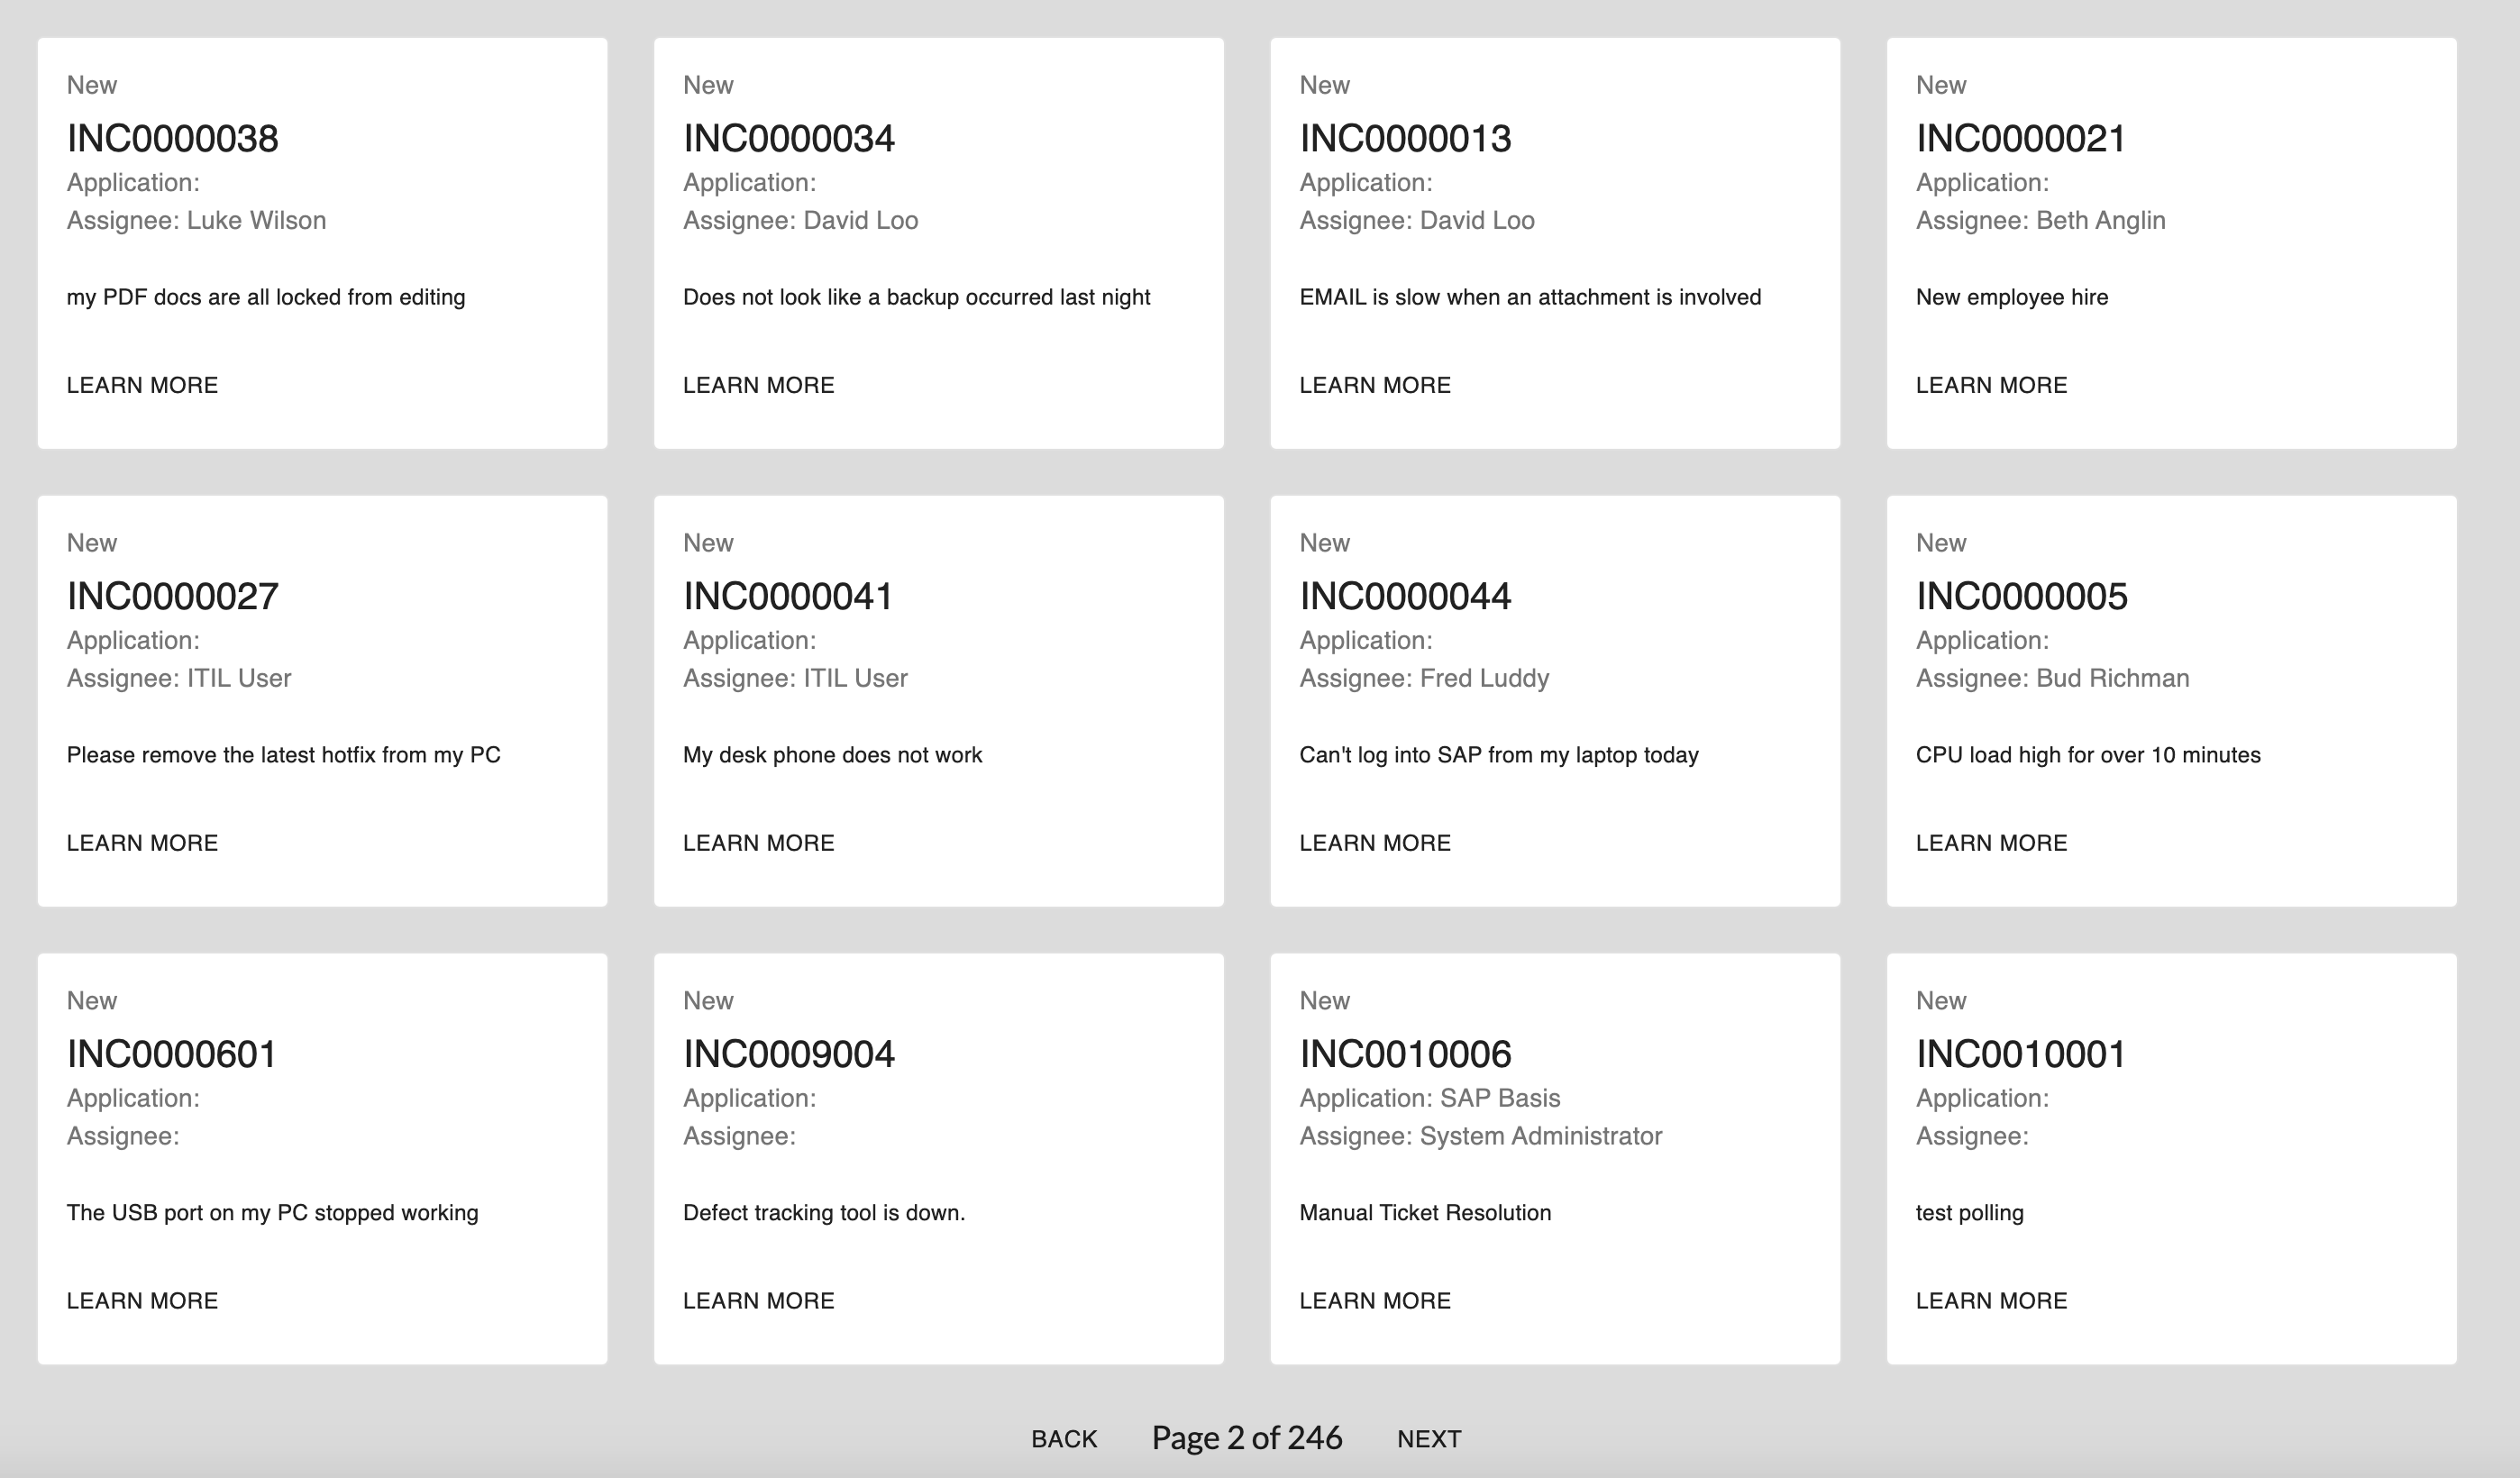 New
INC0000038
Application:
Assignee: Luke Wilson
my PDF docs are all locked from editing
LEARN MORE
New
INC0000034
Application:
Assignee: David Loo
Does not look like a backup occurred last night
LEARN MORE
New
INC0000013
Application:
Assignee: David Loo
EMAIL is slow when an attachment is involved
LEARN MORE
New
INC0000021
Application:
Assignee: Beth Anglin
New employee hire
LEARN MORE
New
INC0000027
Application:
Assignee: ITIL User
Please remove the latest hotfix from my PC
LEARN MORE
New
INC0000041
Application:
Assignee: ITIL User
My desk phone does not work
LEARN MORE
New
INC0000044
Application:
Assignee: Fred Luddy
Can't log into SAP from my laptop today
LEARN MORE
New
INC0000005
Application:
Assignee: Bud Richman
CPU load high for over 10 minutes
LEARN MORE
New
INC0000601
Application:
Assignee:
The USB port on my PC stopped working
LEARN MORE
New
INC0009004
Application:
Assignee:
Defect tracking tool is down.
LEARN MORE
New
INC0010006
Application: SAP Basis
Assignee: System Administrator
Manual Ticket Resolution
LEARN MORE
New
INC0010001
Application:
Assignee:
test polling
LEARN MORE
BACK Page 2 of 246 NEXT